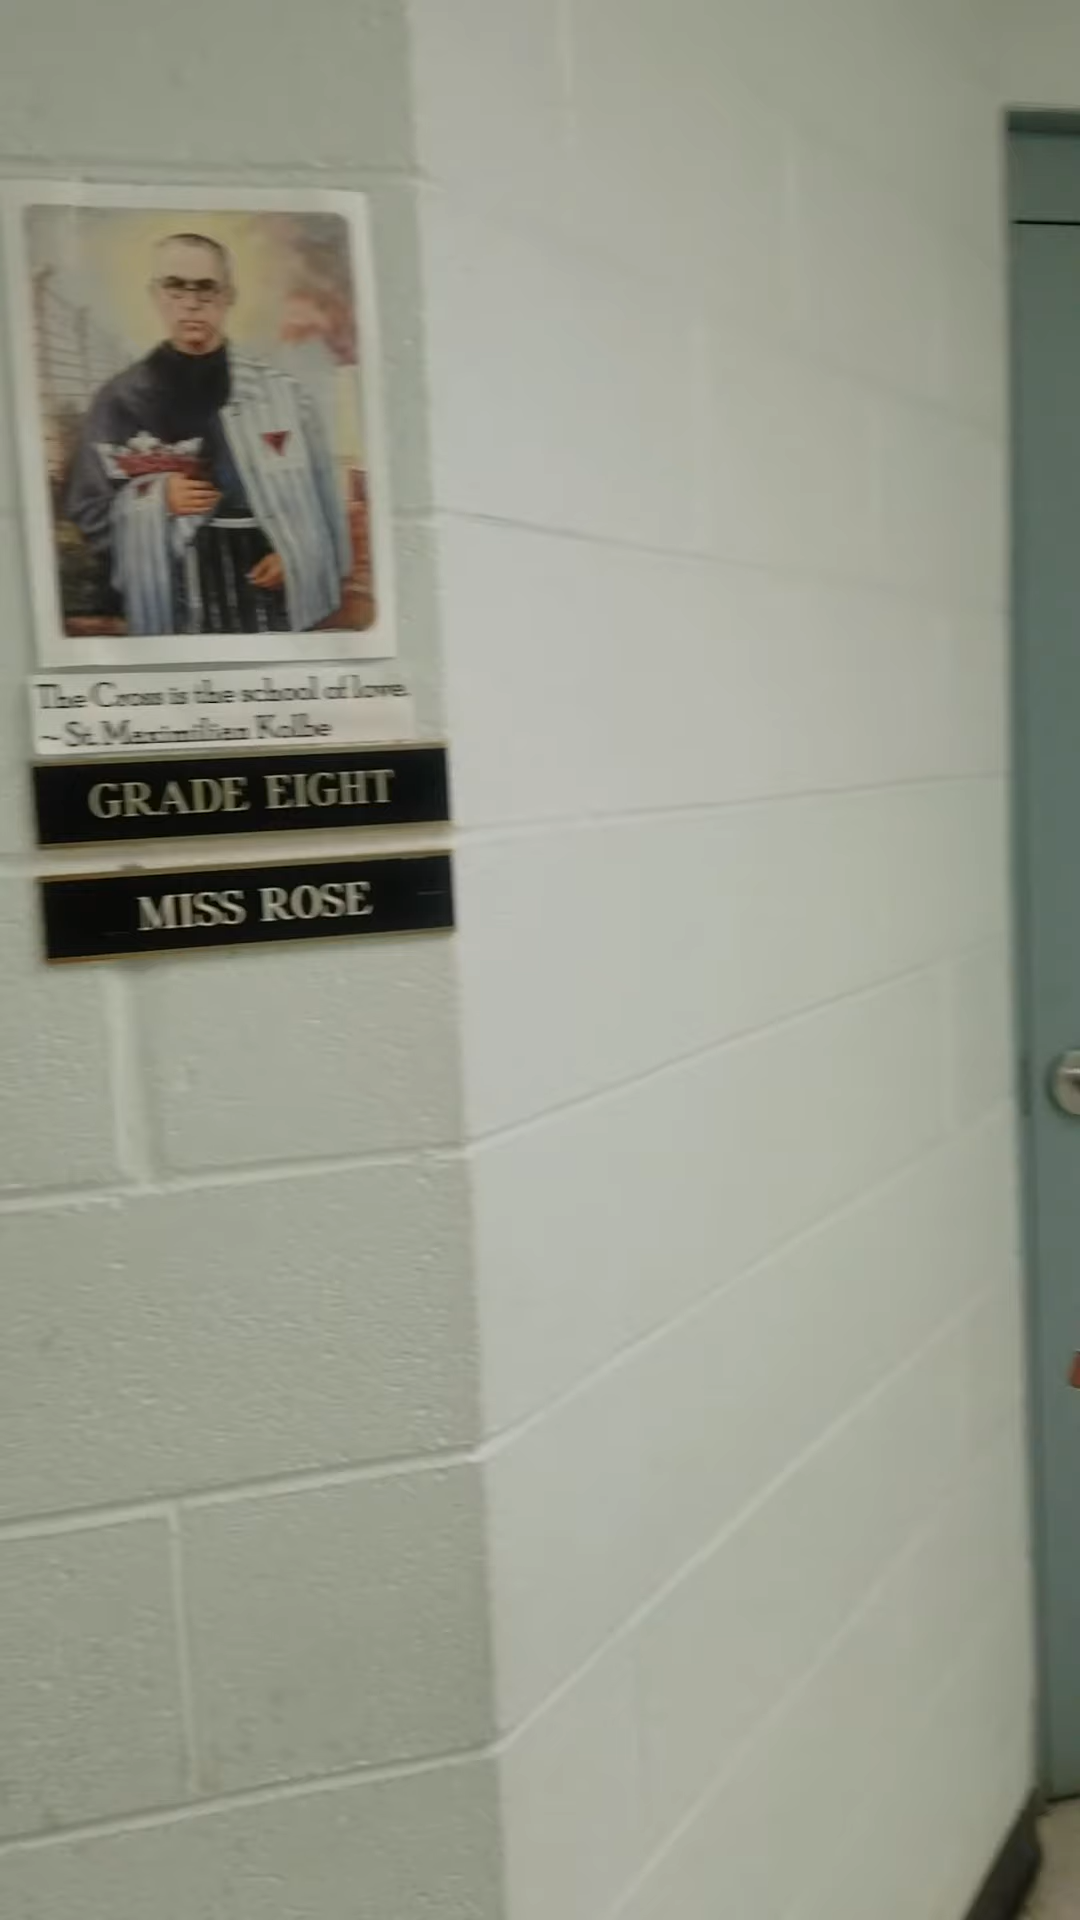 The Cross is the school of love.
~St. Maximilian Kolbe
GRADE EIGHT
MISS ROSE